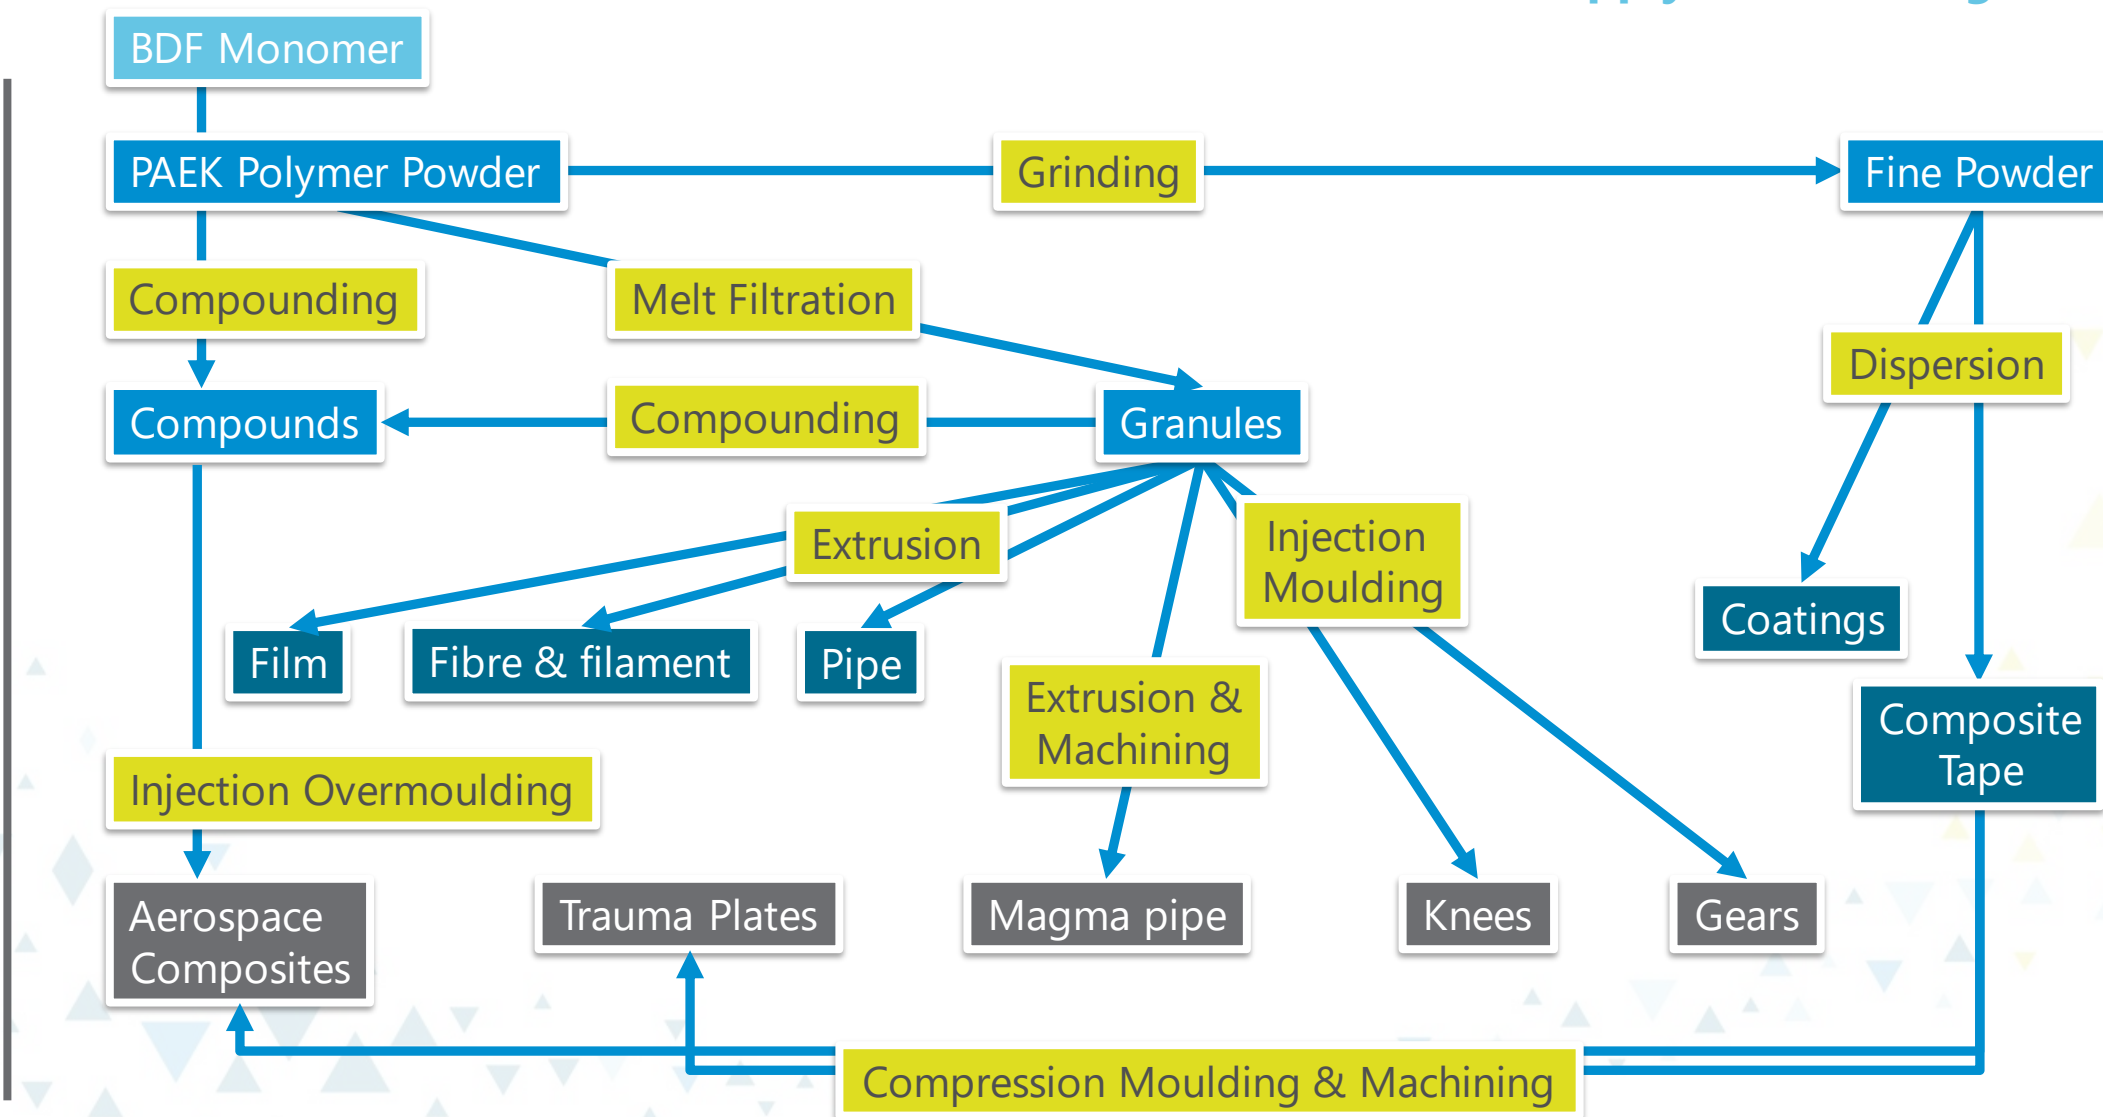 BDF Monomer
PAEK Polymer Powder
Grinding
Fine Powder
Compounding
Melt Filtration
Dispersion
Compounds
Compounding
Granules
Extrusion
Injection
Moulding
Coatings
Film
Fibre & filament
Pipe
Extrusion &
Machining
Composite
Tape
Injection Overmoulding
Aerospace
Composites
Trauma Plates
Magma pipe
Knees
Gears
Compression Moulding & Machining